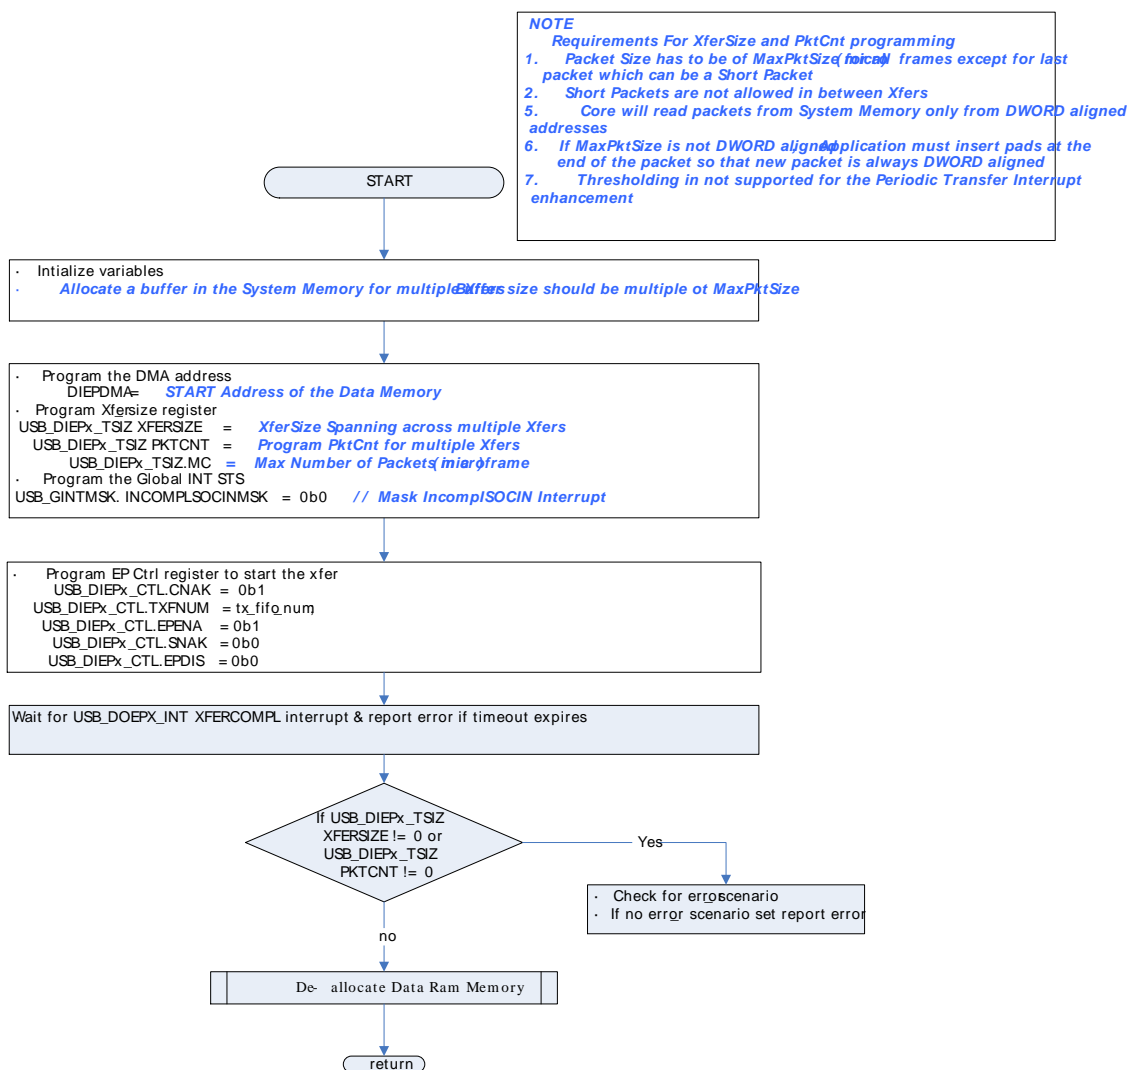 NOTE
Requirements For XferSize and PktCnt programming
1. Packet Size has to be of MaxPktSize frames except for last
packet which can be a Short Packet
2. Short Packets are not allowed in between Xfers
5. Core will read packets from System Memory only from DWORD aligned
addresses
6. If MaxPktSize is not DWORD aligned, Application must insert pads at the
end of the packet so that new packet is always DWORD aligned
7. Thresholding in not supported for the Periodic Transfer Interrupt
enhancement
START
· Intialize variables
· Allocate a buffer in the System Memory for multiple size should be multiple ot MaxPktSize
· Program the DMA address
DIEPDMA= START Address of the Data Memory
· Program Xfersize register
USB_DIEPx_TSIZ XFERSIZE = XferSize Spanning across multiple Xfers
USB_DIEPx_TSIZ PKTCNT = Program PktCnt for multiple Xfers
USB_DIEPx_TSIZ.MC = Max Number of Packets frame
· Program the Global INT STS
USB_GINTMSK. INCOMPLSOCINMSK = 0b0 // Mask IncomplSOCIN Interrupt
· Program EP Ctrl register to start the xfer
USB_DIEPx_CTL.CNAK = 0b1
USB_DIEPx_CTL.TXFNUM = tx_fifo_num;
USB_DIEPx_CTL.EPENA = 0b1
USB_DIEPx_CTL.SNAK = 0b0
USB_DIEPx_CTL.EPDIS = 0b0
Wait for USB_DOEPX_INT XFERCOMPL interrupt & report error if timeout expires
If USB_DIEPx_TSIZ
XFERSIZE != 0 or
USB_DIEPx_TSIZ
PKTCNT != 0
Yes
· Check for error_scenario
· If no error_scenario set report error
no
De- allocate Data Ram Memory
return